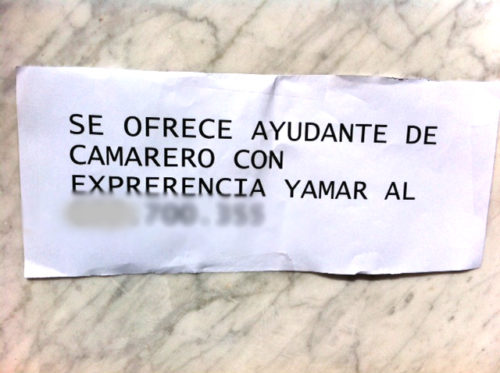 SE OFRECE AYUDANTE DE
CAMARERO CON
EXPRERENCIA YAMAR AL